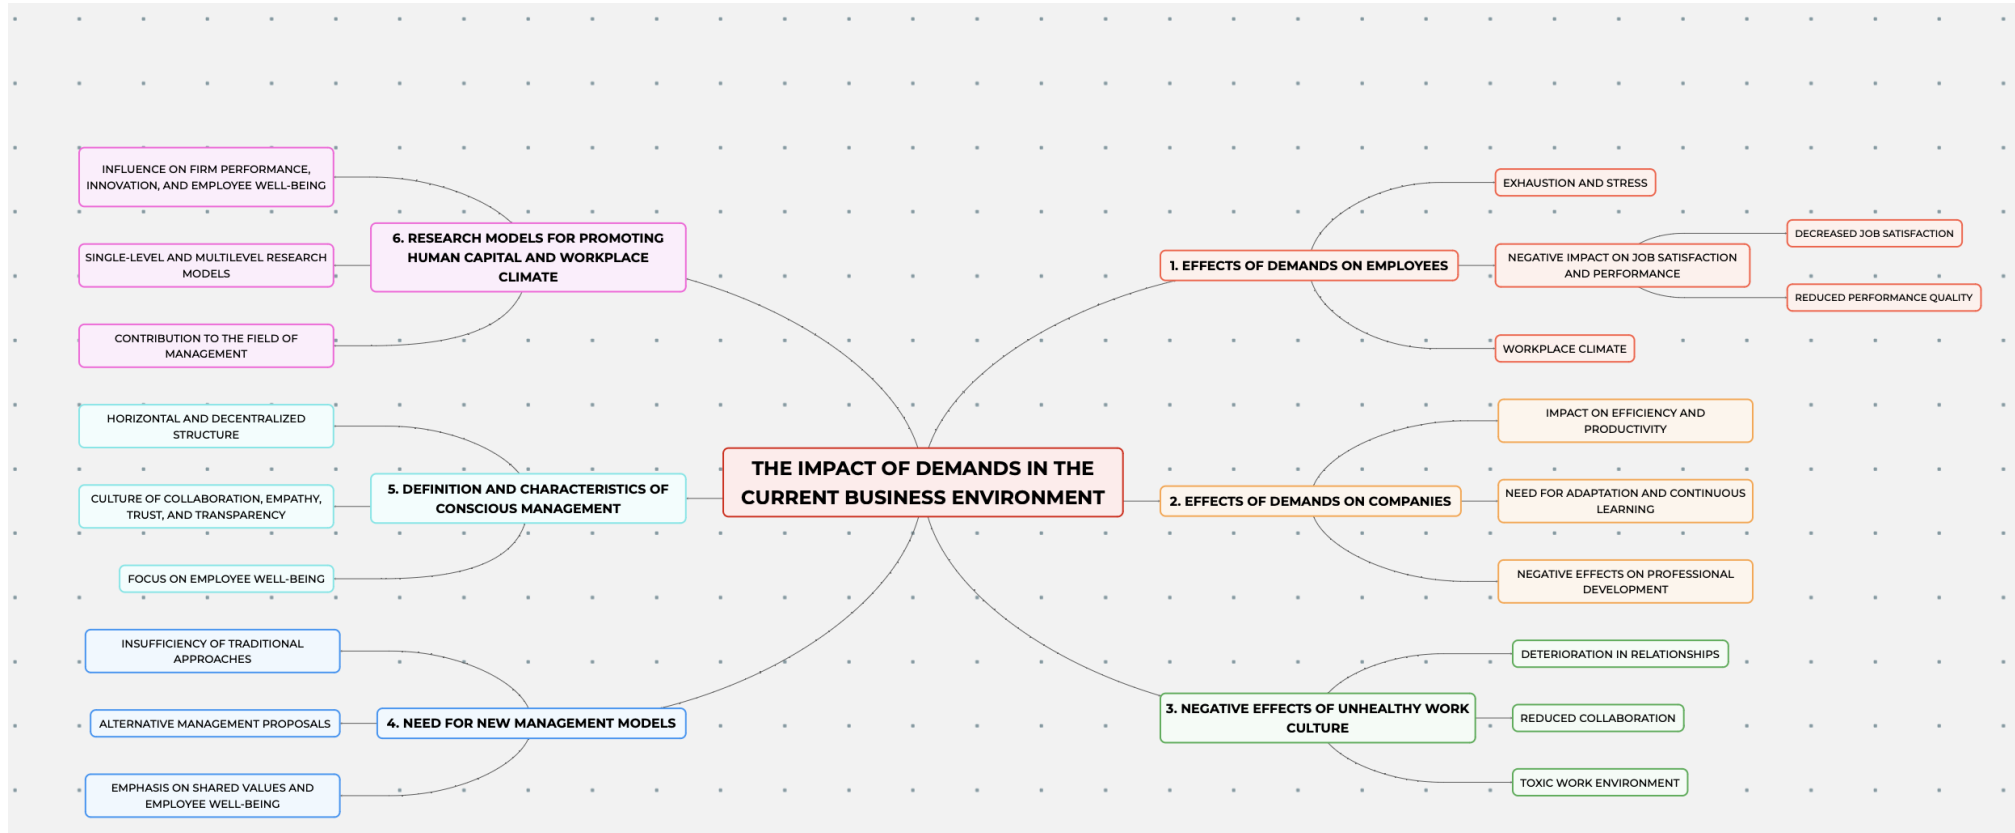 THE IMPACT OF DEMANDS IN THE
CURRENT BUSINESS ENVIRONMENT
1. EFFECTS OF DEMANDS ON EMPLOYEES
EXHAUSTION AND STRESS
NEGATIVE IMPACT ON JOB SATISFACTION
AND PERFORMANCE
DECREASED JOB SATISFACTION
REDUCED PERFORMANCE QUALITY
WORKPLACE CLIMATE
2. EFFECTS OF DEMANDS ON COMPANIES
IMPACT ON EFFICIENCY AND
PRODUCTIVITY
NEED FOR ADAPTATION AND CONTINUOUS
LEARNING
NEGATIVE EFFECTS ON PROFESSIONAL
DEVELOPMENT
3. NEGATIVE EFFECTS OF UNHEALTHY WORK
CULTURE
DETERIORATION IN RELATIONSHIPS
REDUCED COLLABORATION
TOXIC WORK ENVIRONMENT
4. NEED FOR NEW MANAGEMENT MODELS
INSUFFICIENCY OF TRADITIONAL
APPROACHES
ALTERNATIVE MANAGEMENT PROPOSALS
EMPHASIS ON SHARED VALUES AND
EMPLOYEE WELL-BEING
5. DEFINITION AND CHARACTERISTICS OF
CONSCIOUS MANAGEMENT
HORIZONTAL AND DECENTRALIZED
STRUCTURE
CULTURE OF COLLABORATION, EMPATHY,
TRUST, AND TRANSPARENCY
FOCUS ON EMPLOYEE WELL-BEING
6. RESEARCH MODELS FOR PROMOTING
HUMAN CAPITAL AND WORKPLACE
CLIMATE
INFLUENCE ON FIRM PERFORMANCE,
INNOVATION, AND EMPLOYEE WELL-BEING
SINGLE-LEVEL AND MULTILEVEL RESEARCH
MODELS
CONTRIBUTION TO THE FIELD OF
MANAGEMENT